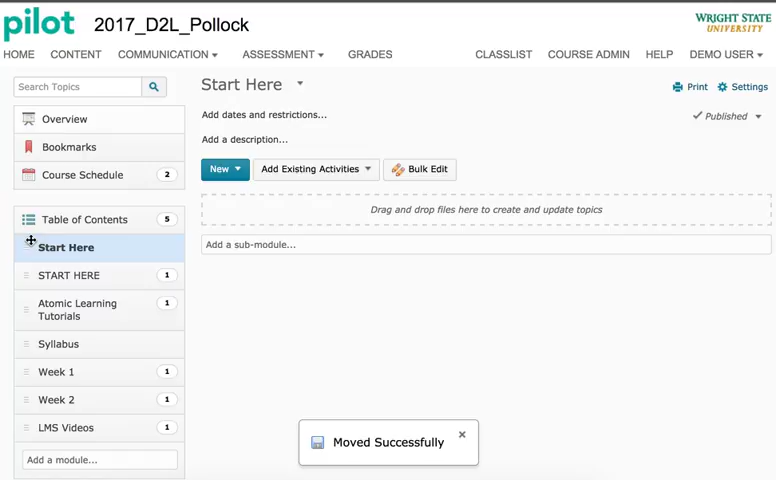 pilot 2017_D2L_Pollock WRIGHT STATE
UNIVERSITY
HOME CONTENT COMMUNICATION ASSESSMENT GRADES CLASSLIST COURSE ADMIN HELP DEMO USER
Search Topics
Start Here
Print Settings
Add dates and restrictions...
Published
Overview
Add a description...
Bookmarks
New Add Existing Activities Bulk Edit
Course Schedule 2
Drag and drop files here to create and update topics
Table of Contents 5
Add a sub-module...
Start Here
START HERE 1
Atomic Learning 1
Tutorials
Syllabus
Week 1 1
Week 2 1
LMS Videos 1
Moved Successfully
Add a module...